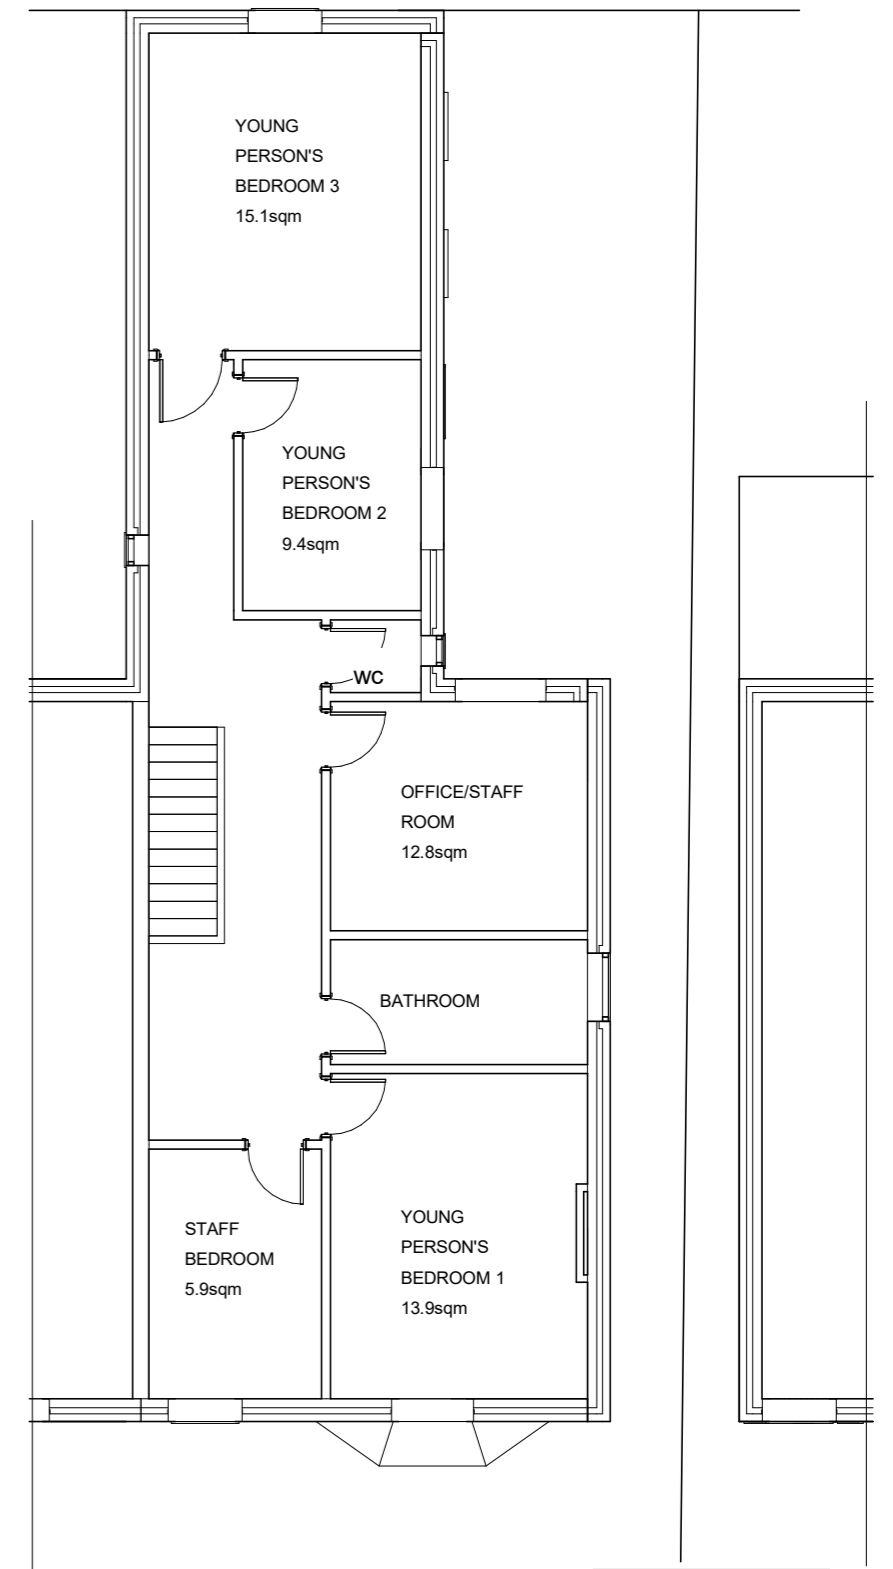 YOUNG
PERSON'S
BEDROOM 3
15.1sqm
YOUNG
PERSON'S
BEDROOM 2
9.4sqm
WC
OFFICE/STAFF
ROOM
12.8sqm
BATHROOM
STAFF
BEDROOM
5.9sqm
YOUNG
PERSON'S
BEDROOM 1
13.9sqm